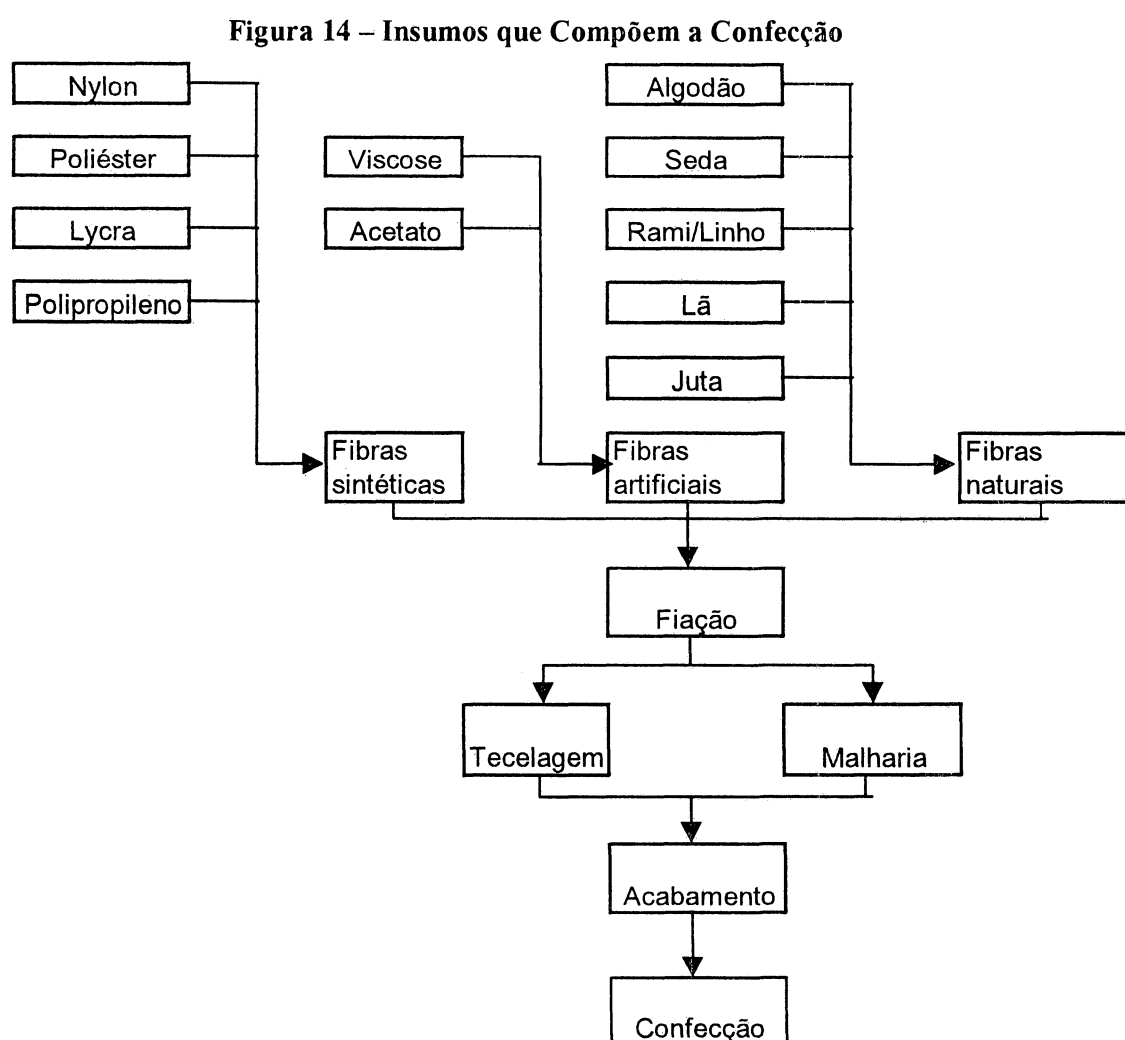 Figura 14 – Insumos que Compõem a Confecção
Nylon
Algodão
Poliéster
Viscose
Seda
Lycra
Acetato
Rami/Linho
Polipropileno
Lã
Juta
Fibras
sintéticas
Fibras
artificiais
Fibras
naturais
Fiação
Tecelagem
Malharia
Acabamento
Confecção